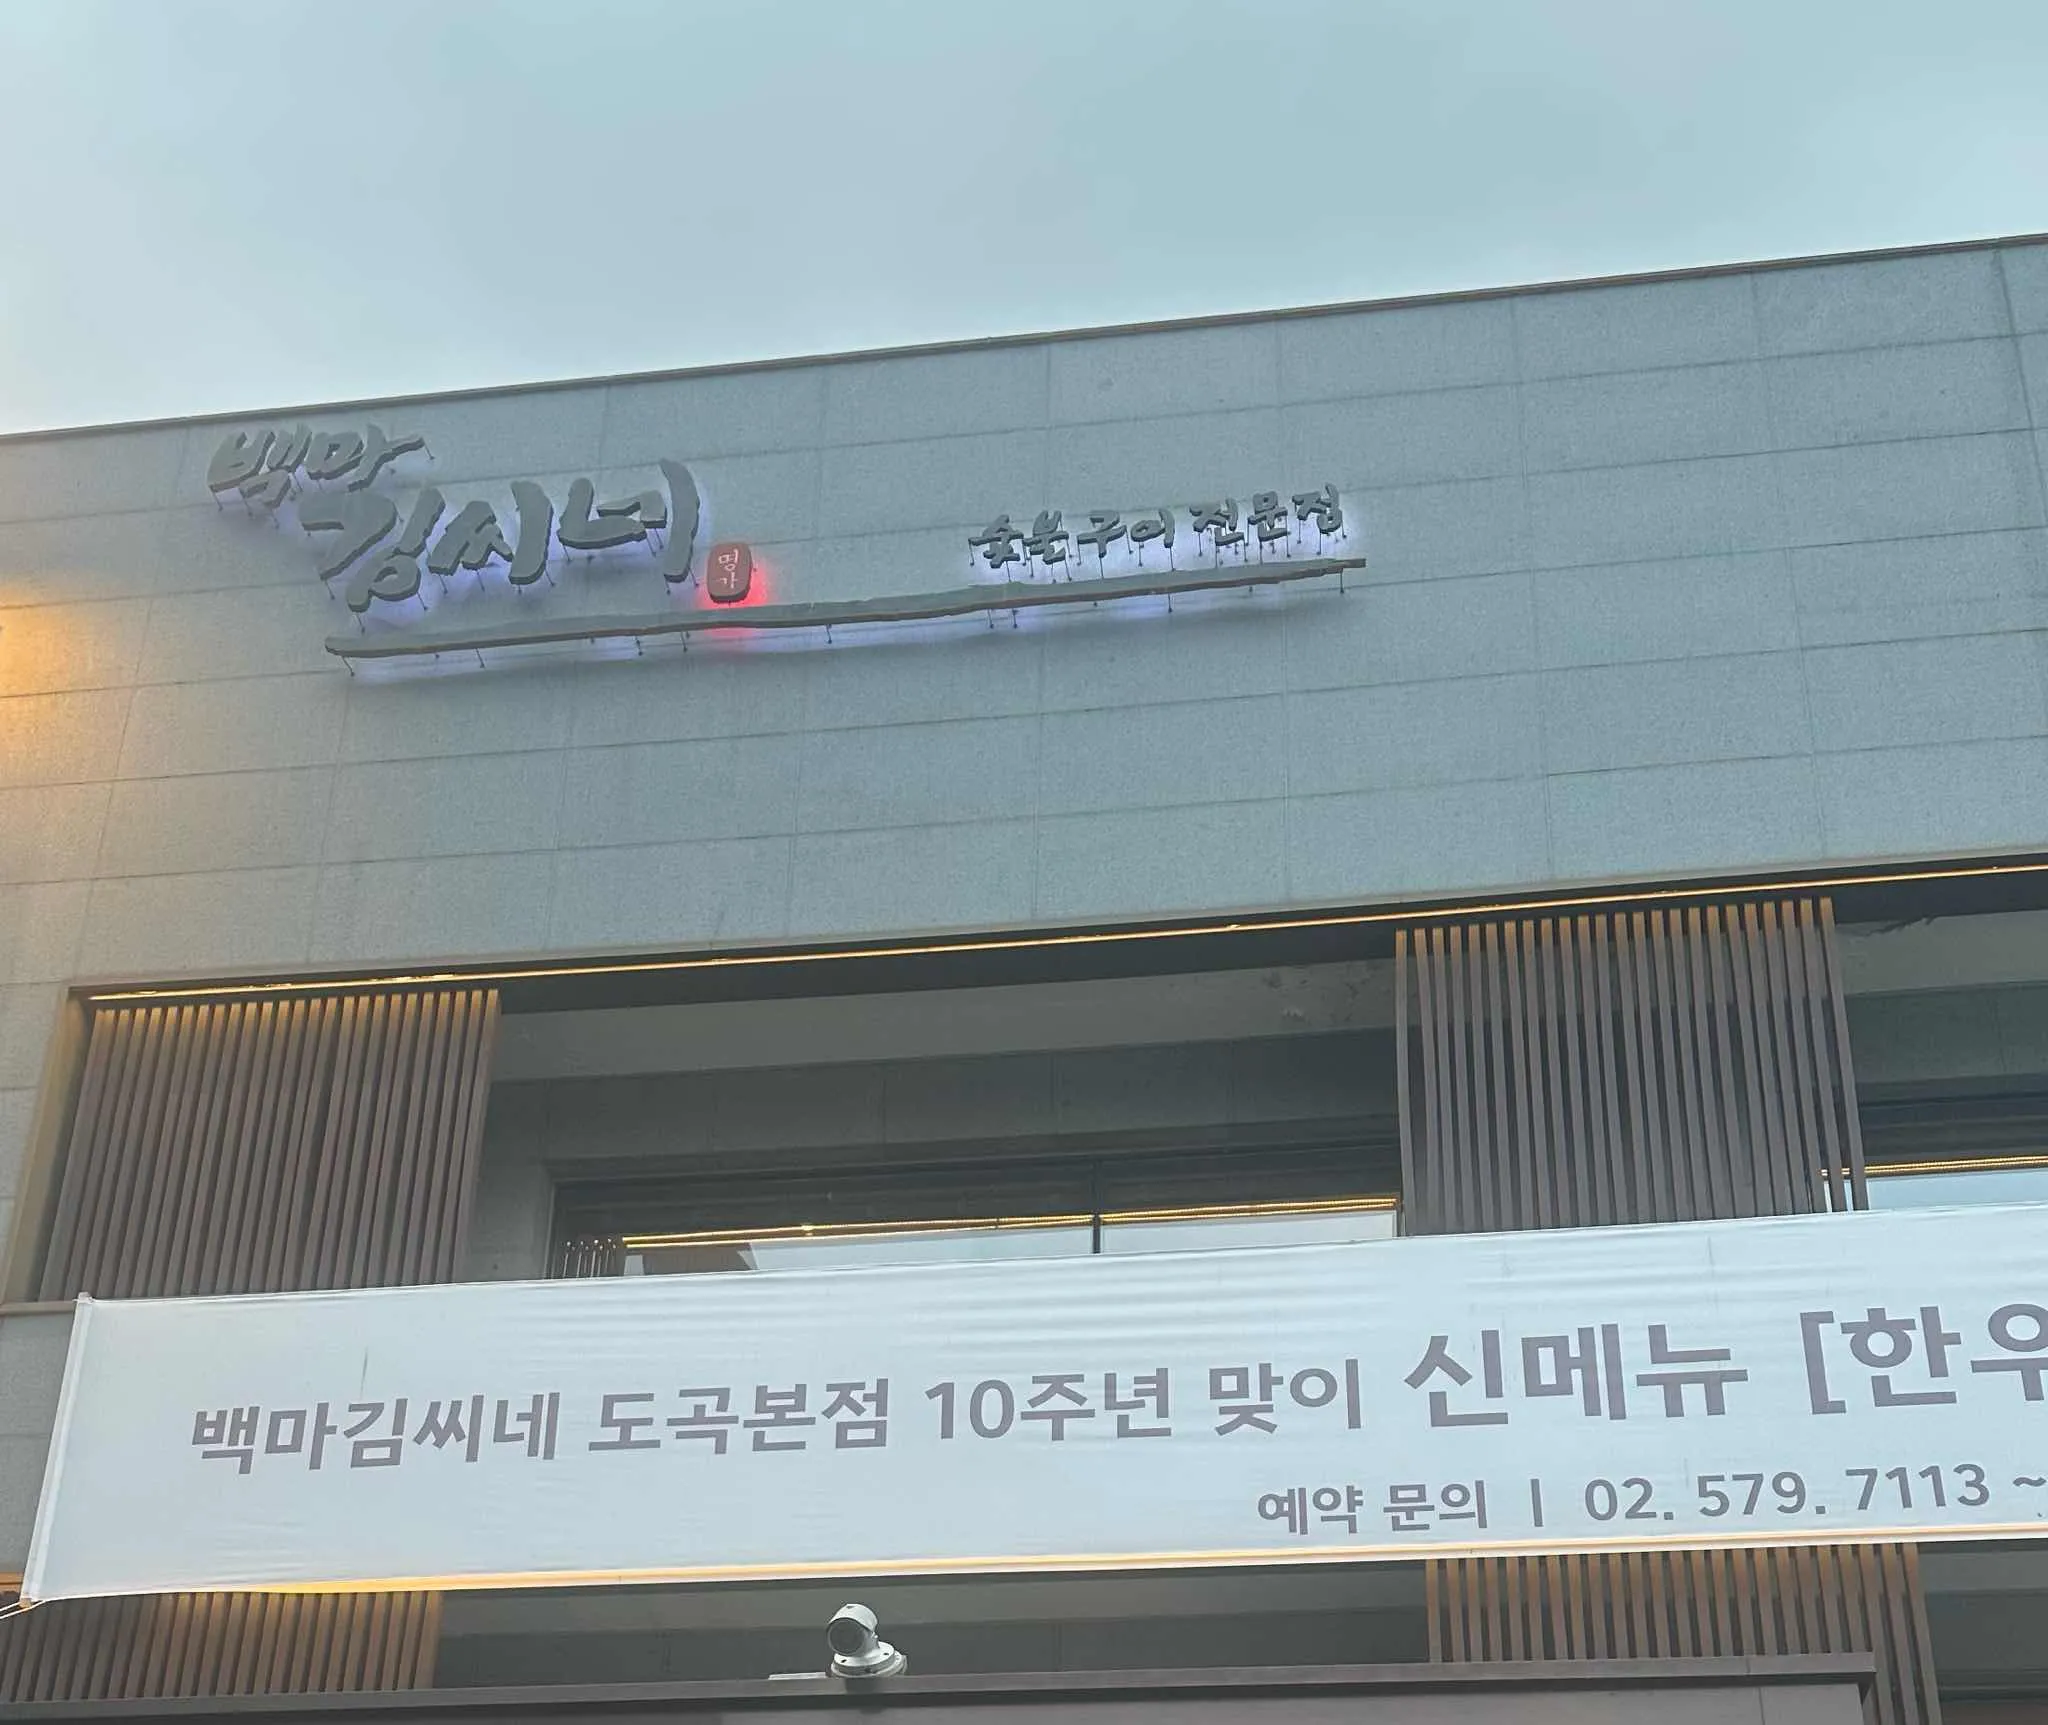 백마
김씨네
명가
숯불구이 전문점
백마김씨네 도곡본점 10주년 맞이 신메뉴 [한우
예약 문의 | 02. 579. 7113 ~